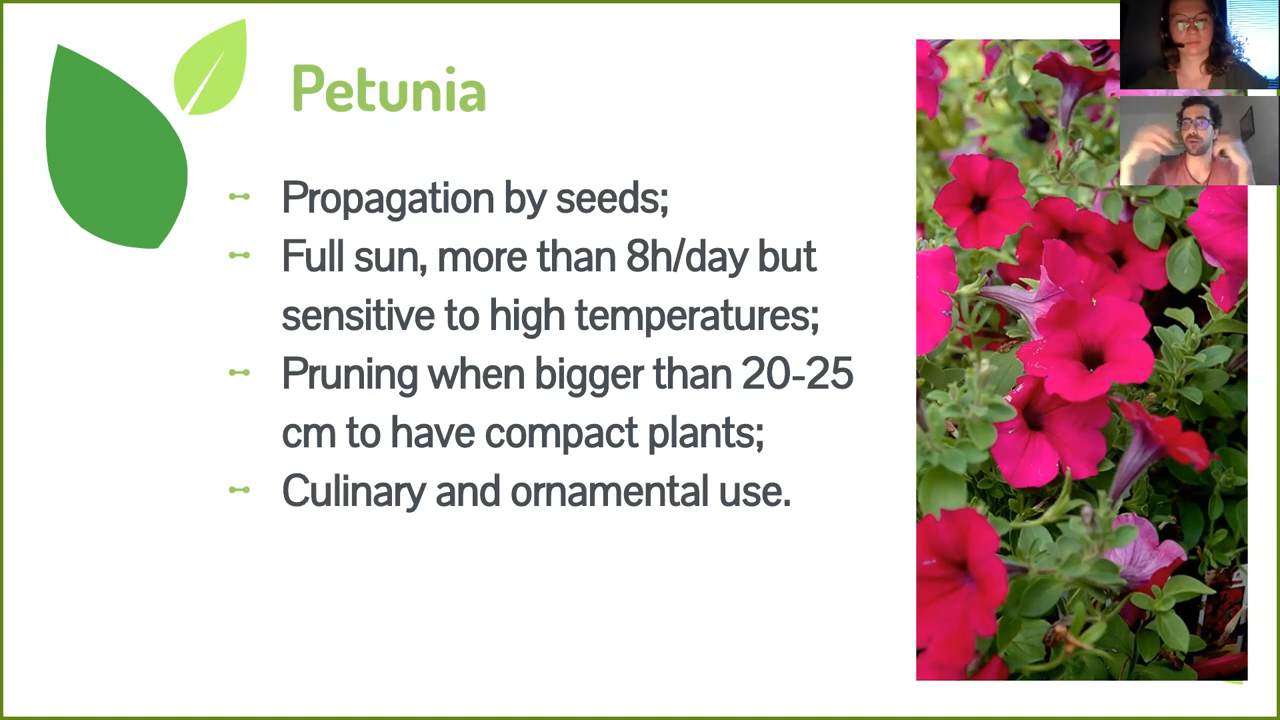 Petunia
Propagation by seeds;
Full sun, more than 8h/day but
sensitive to high temperatures;
Pruning when bigger than 20-25
cm to have compact plants;
Culinary and ornamental use.